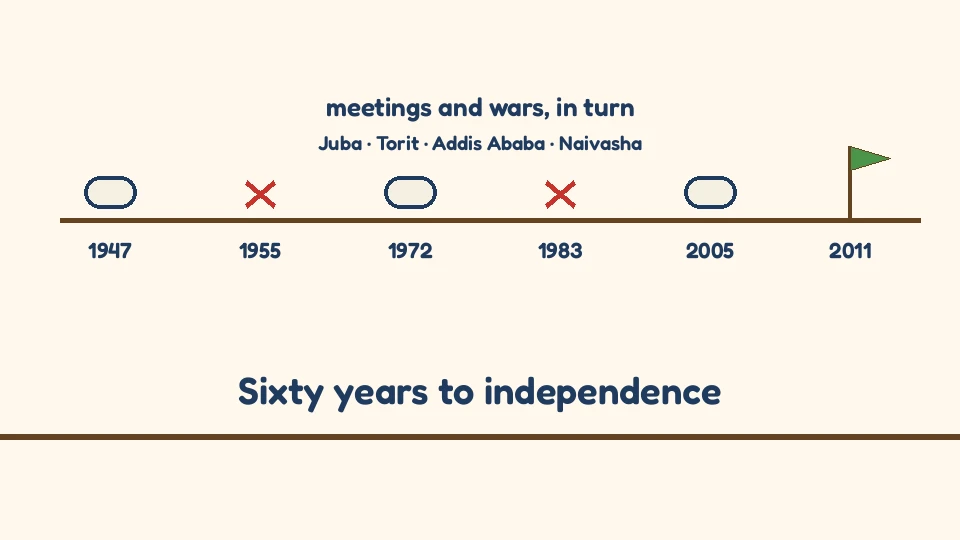 meetings and wars, in turn
Juba · Torit · Addis Ababa · Naivasha
1947 1955 1972 1983 2005 2011
Sixty years to independence